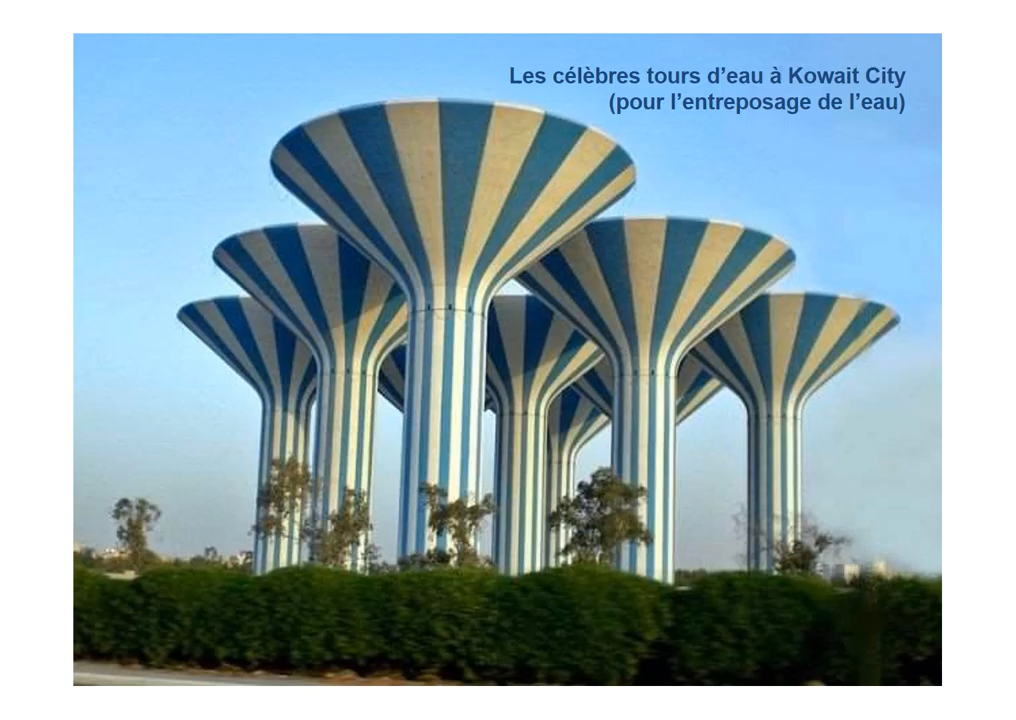 Les célèbres tours d’eau à Kowait City
(pour l’entreposage de l’eau)